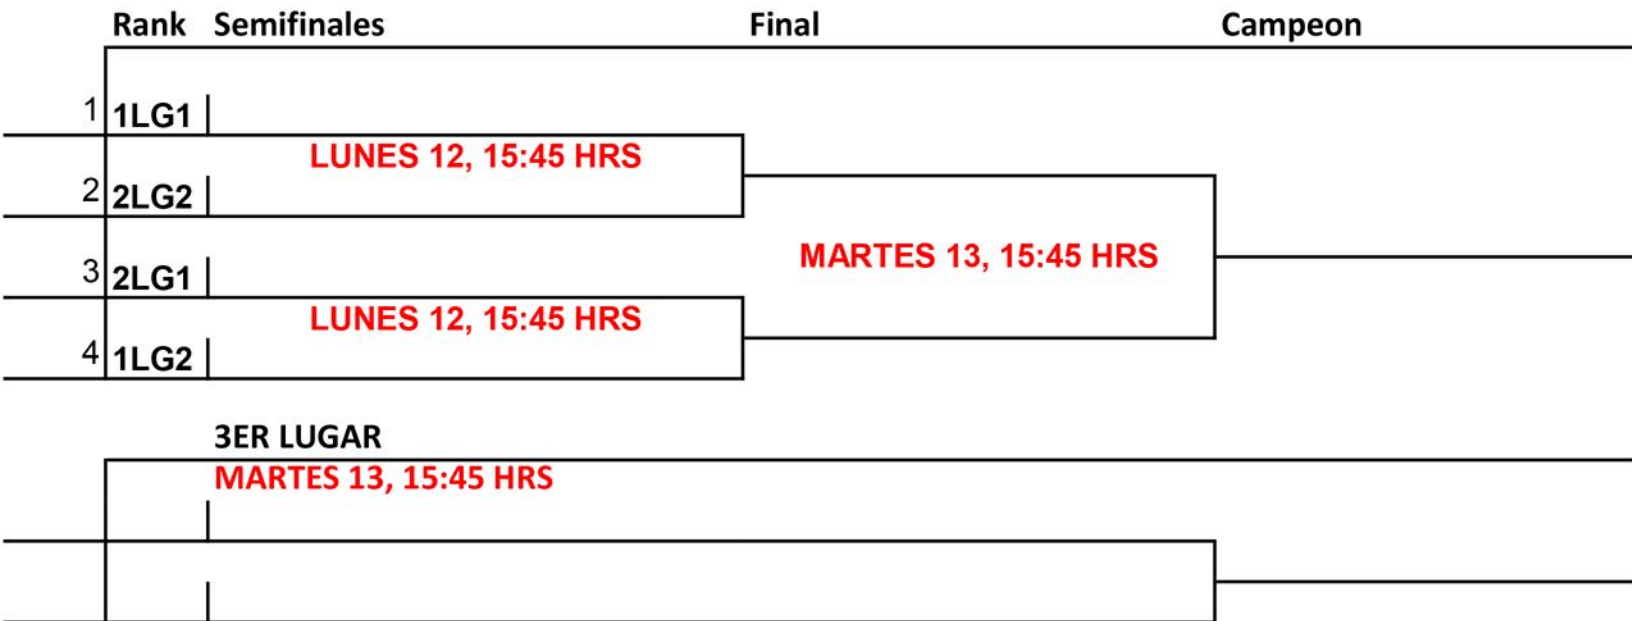 Rank Semifinales Final Campeon
1 1LG1
LUNES 12, 15:45 HRS
2 2LG2
MARTES 13, 15:45 HRS
3 2LG1
LUNES 12, 15:45 HRS
4 1LG2
3ER LUGAR
MARTES 13, 15:45 HRS